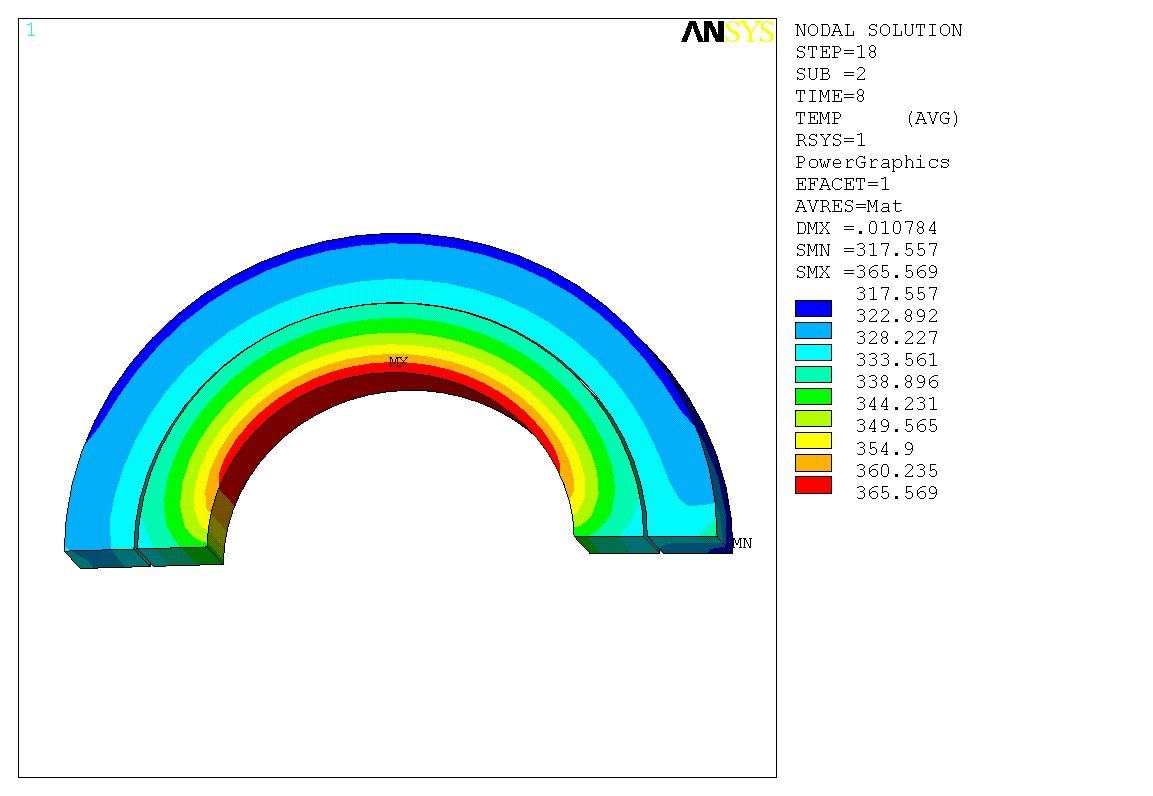 1
ANSYS
NODAL SOLUTION
STEP=18
SUB =2
TIME=8
TEMP (AVG)
RSYS=1
PowerGraphics
EFACET=1
AVRES=Mat
DMX =.010784
SMN =317.557
SMX =365.569
317.557
322.892
328.227
333.561
338.896
344.231
349.565
354.9
360.235
365.569
MX
MN